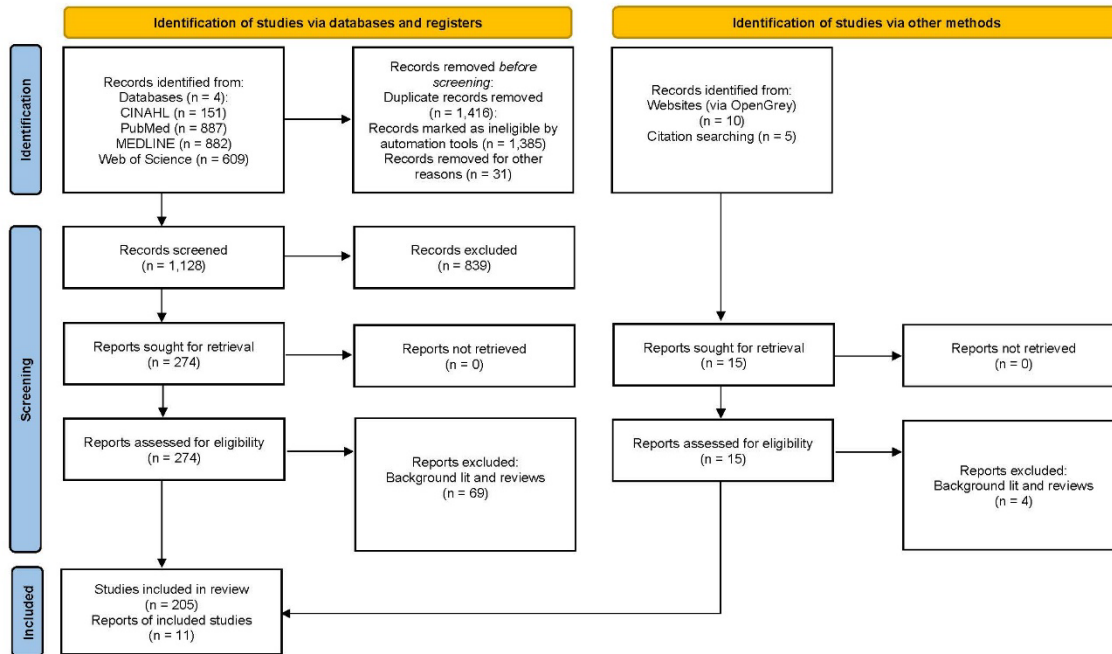 Identification of studies via databases and registers
Identification of studies via other methods
Identification
Records identified from:
Databases (n = 4):
CINAHL (n = 151)
PubMed (n = 887)
MEDLINE (n = 882)
Web of Science (n = 609)
Records removed before
screening:
Duplicate records removed
(n = 1,416):
Records marked as ineligible by
automation tools (n = 1,385)
Records removed for other
reasons (n = 31)
Records identified from:
Websites (via OpenGrey)
(n = 10)
Citation searching (n = 5)
Screening
Records screened
(n = 1,128)
Records excluded
(n = 839)
Reports sought for retrieval
(n = 274)
Reports not retrieved
(n = 0)
Reports sought for retrieval
(n = 15)
Reports not retrieved
(n = 0)
Reports assessed for eligibility
(n = 274)
Reports excluded:
Background lit and reviews
(n = 69)
Reports assessed for eligibility
(n = 15)
Reports excluded:
Background lit and reviews
(n = 4)
Included
Studies included in review
(n = 205)
Reports of included studies
(n = 11)